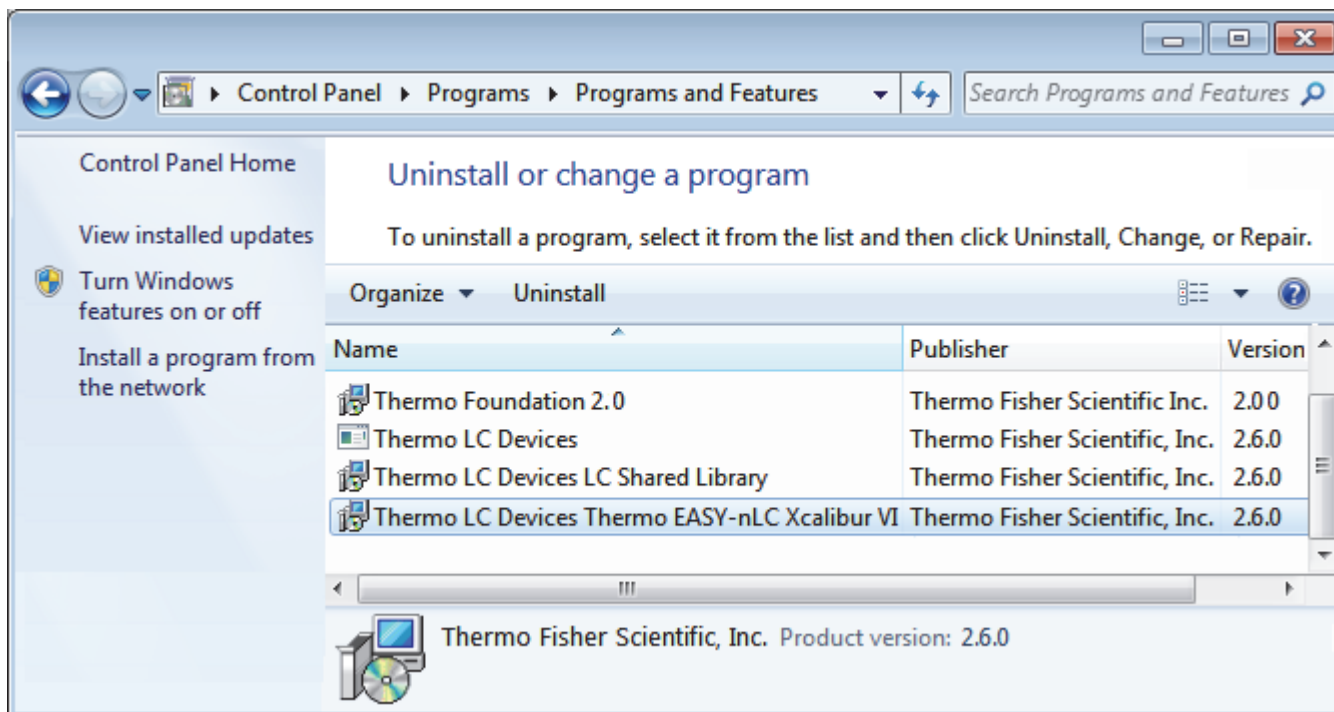 Control Panel Programs Programs and Features Search Programs and Features
Control Panel Home
View installed updates
Turn Windows
features on or off
Install a program from
the network
Uninstall or change a program
To uninstall a program, select it from the list and then click Uninstall, Change, or Repair.
Organize Uninstall
Name Publisher Version
Thermo Foundation 2.0 Thermo Fisher Scientific Inc. 2.0 0
Thermo LC Devices Thermo Fisher Scientific, Inc. 2.6.0
Thermo LC Devices LC Shared Library Thermo Fisher Scientific, Inc. 2.6.0
Thermo LC Devices Thermo EASY-nLC Xcalibur VI Thermo Fisher Scientific, Inc. 2.6.0
Thermo Fisher Scientific, Inc. Product version: 2.6.0